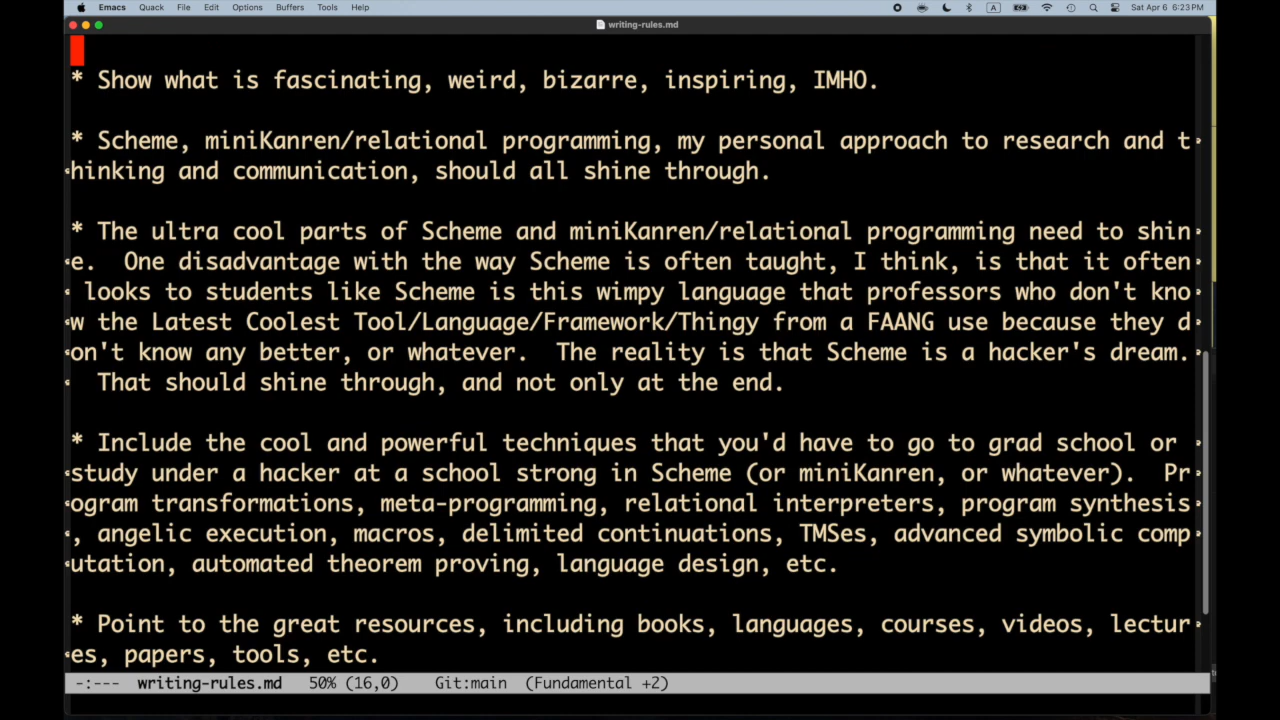 Emacs Quack File Edit Options Buffers Tools Help A Sat Apr 6 6:23 PM
writing-rules.md
* Show what is fascinating, weird, bizarre, inspiring, IMHO.
* Scheme, miniKanren/relational programming, my personal approach to research and t
hinking and communication, should all shine through.
* The ultra cool parts of Scheme and miniKanren/relational programming need to shin
e.  One disadvantage with the way Scheme is often taught, I think, is that it often
 looks to students like Scheme is this wimpy language that professors who don't kno
w the Latest Coolest Tool/Language/Framework/Thingy from a FAANG use because they d
on't know any better, or whatever.  The reality is that Scheme is a hacker's dream.
  That should shine through, and not only at the end.
* Include the cool and powerful techniques that you'd have to go to grad school or
study under a hacker at a school strong in Scheme (or miniKanren, or whatever).  Pr
ogram transformations, meta-programming, relational interpreters, program synthesis
, angelic execution, macros, delimited continuations, TMSes, advanced symbolic comp
utation, automated theorem proving, language design, etc.
* Point to the great resources, including books, languages, courses, videos, lectur
es, papers, tools, etc.
-:---  writing-rules.md   50% (16,0)    Git:main  (Fundamental +2)